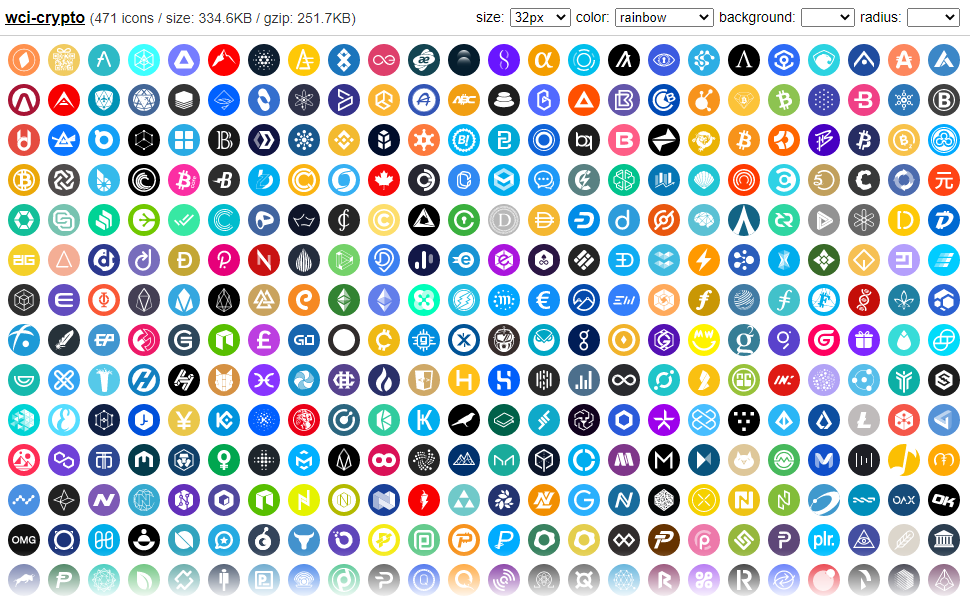 wci-crypto (471 icons / size: 334.6KB / gzip: 251.7KB) size: 32px color: rainbow background: radius:
ABC
元
GO
OAX
OMG
plr.